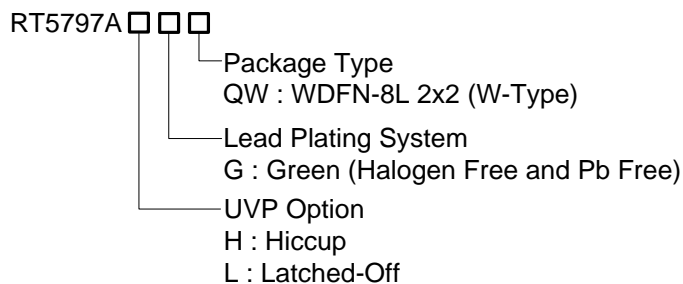 RT5797A
Package Type
QW : WDFN-8L 2x2 (W-Type)
Lead Plating System
G : Green (Halogen Free and Pb Free)
UVP Option
H : Hiccup
L : Latched-Off